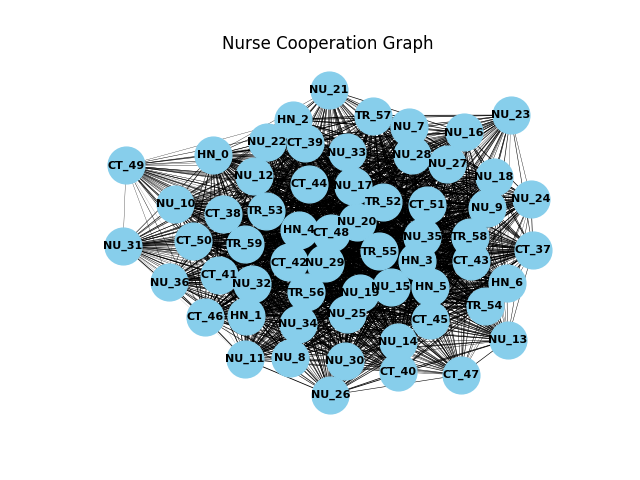 Nurse Cooperation Graph
NU_21
NU_23
TR_57
HN_2
NU_7
NU_16
NU_22
CT_39
NU_33
HN_0
NU_28
NU_27
CT_49
NU_12
NU_18
CT_44
NU_17
NU_24
NU_10
TR_52
CT_51
NU_9
TR_53
CT_38
NU_20
HN_4
CT_48
NU_35
TR_58
CT_50
TR_59
NU_31
TR_55
CT_37
CT_42
NU_29
HN_3
CT_43
CT_41
NU_36
NU_32
HN_6
NU_15
HN_5
TR_56
NU_19
TR_54
CT_46
HN_1
NU_25
CT_45
NU_34
NU_14
NU_13
NU_11
NU_8
NU_30
CT_40
CT_47
NU_26